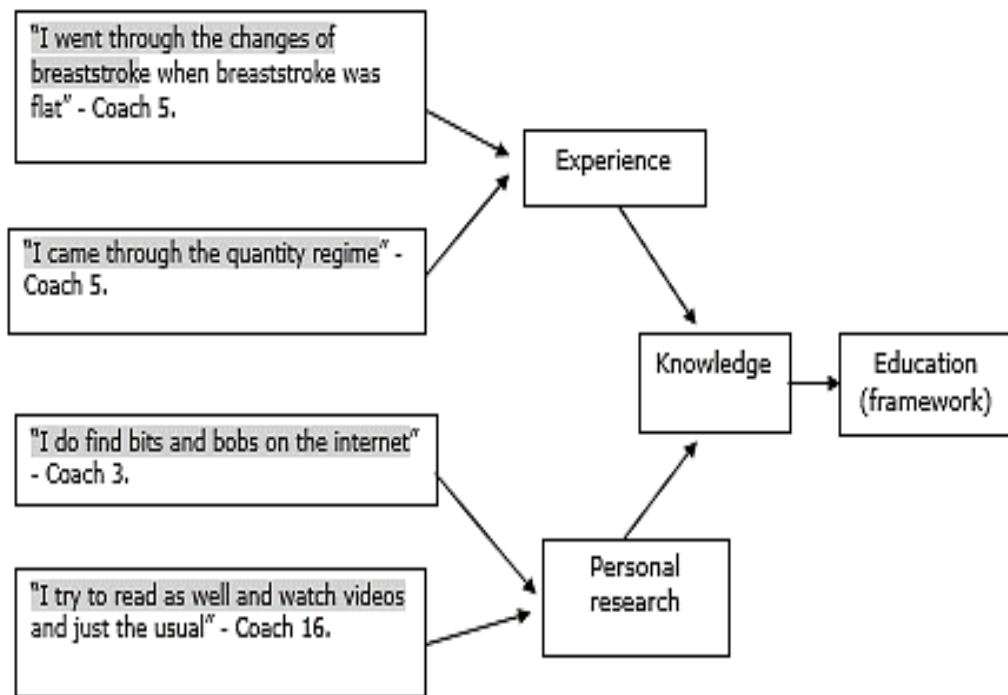 "I went through the changes of
breaststroke when breaststroke was
flat" - Coach 5.
Experience
"I came through the quantity regime" -
Coach 5.
Knowledge
Education
(framework)
"I do find bits and bobs on the internet"
- Coach 3.
Personal
research
"I try to read as well and watch videos
and just the usual" - Coach 16.